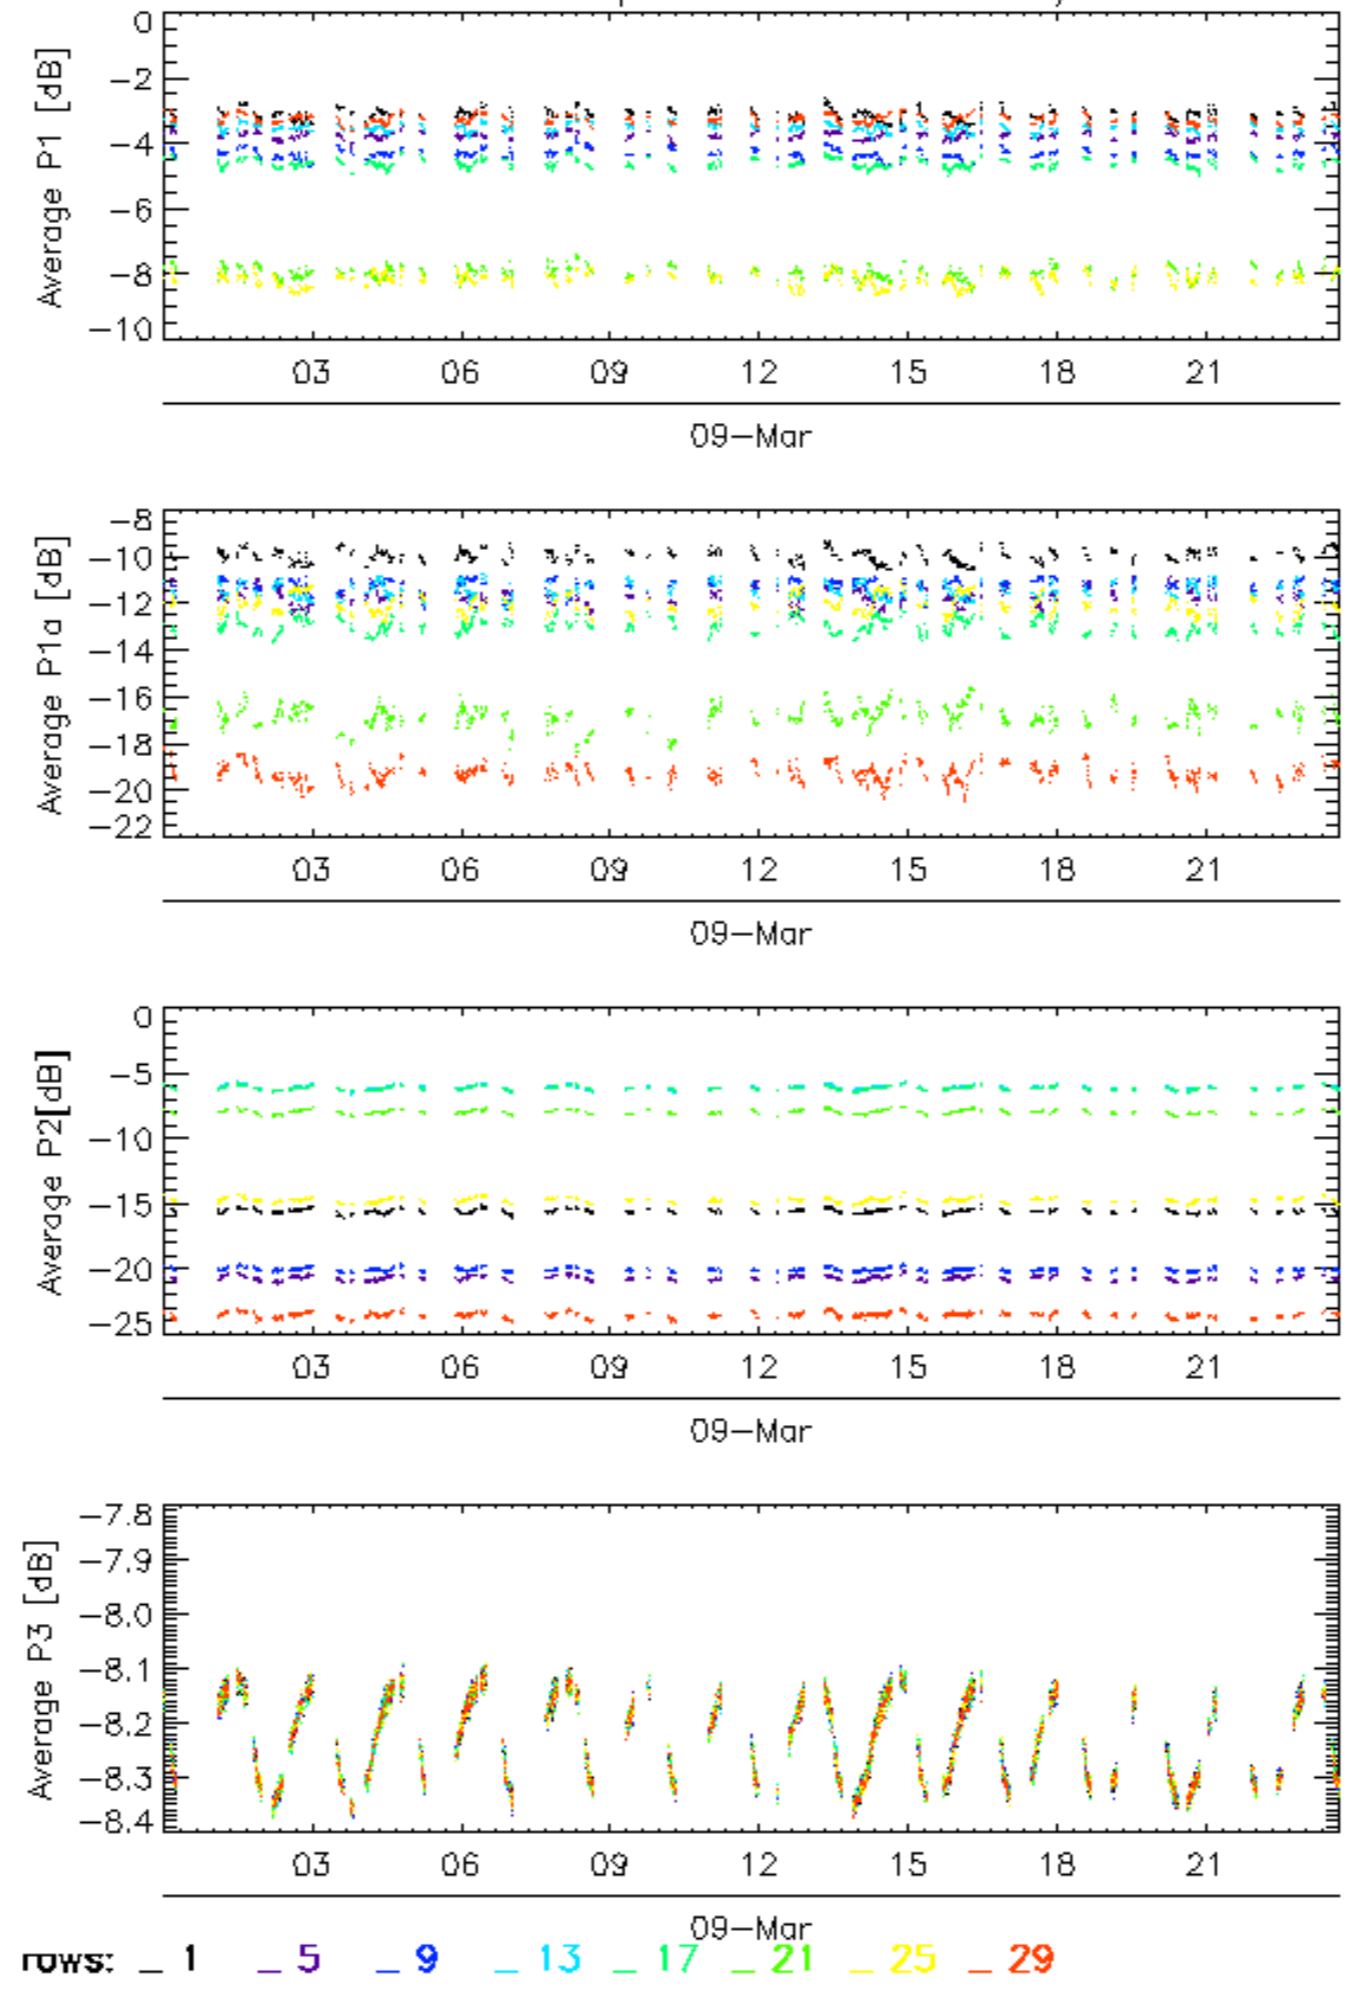 0
Average P1 [dB]
−2
−4
−6
−8
−10
03 06 09 12 15 18 21
09−Mar
−8
Average P1a [dB]
−10
−12
−14
−16
−18
−20
−22
03 06 09 12 15 18 21
09−Mar
0
Average P2[dB]
−5
−10
−15
−20
−25
03 06 09 12 15 18 21
09−Mar
−7.8
Average P3 [dB]
−7.9
−8.0
−8.1
−8.2
−8.3
−8.4
03 06 09 12 15 18 21
09−Mar
rows: _ 1 _ 5 _ 9 _ 13 _ 17 _ 21 _ 25 _ 29